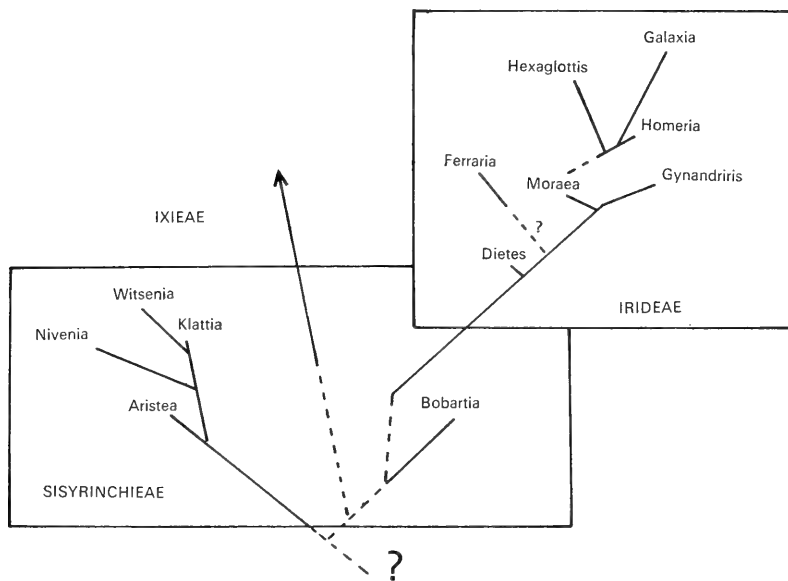 Galaxia
Hexaglottis
Homeria
Ferraria
Moraea
Gynandriris
IXIEAE
?
Dietes
Witsenia
IRIDEAE
Klattia
Nivenia
Aristea
Bobartia
SISYRINCHIEAE
?